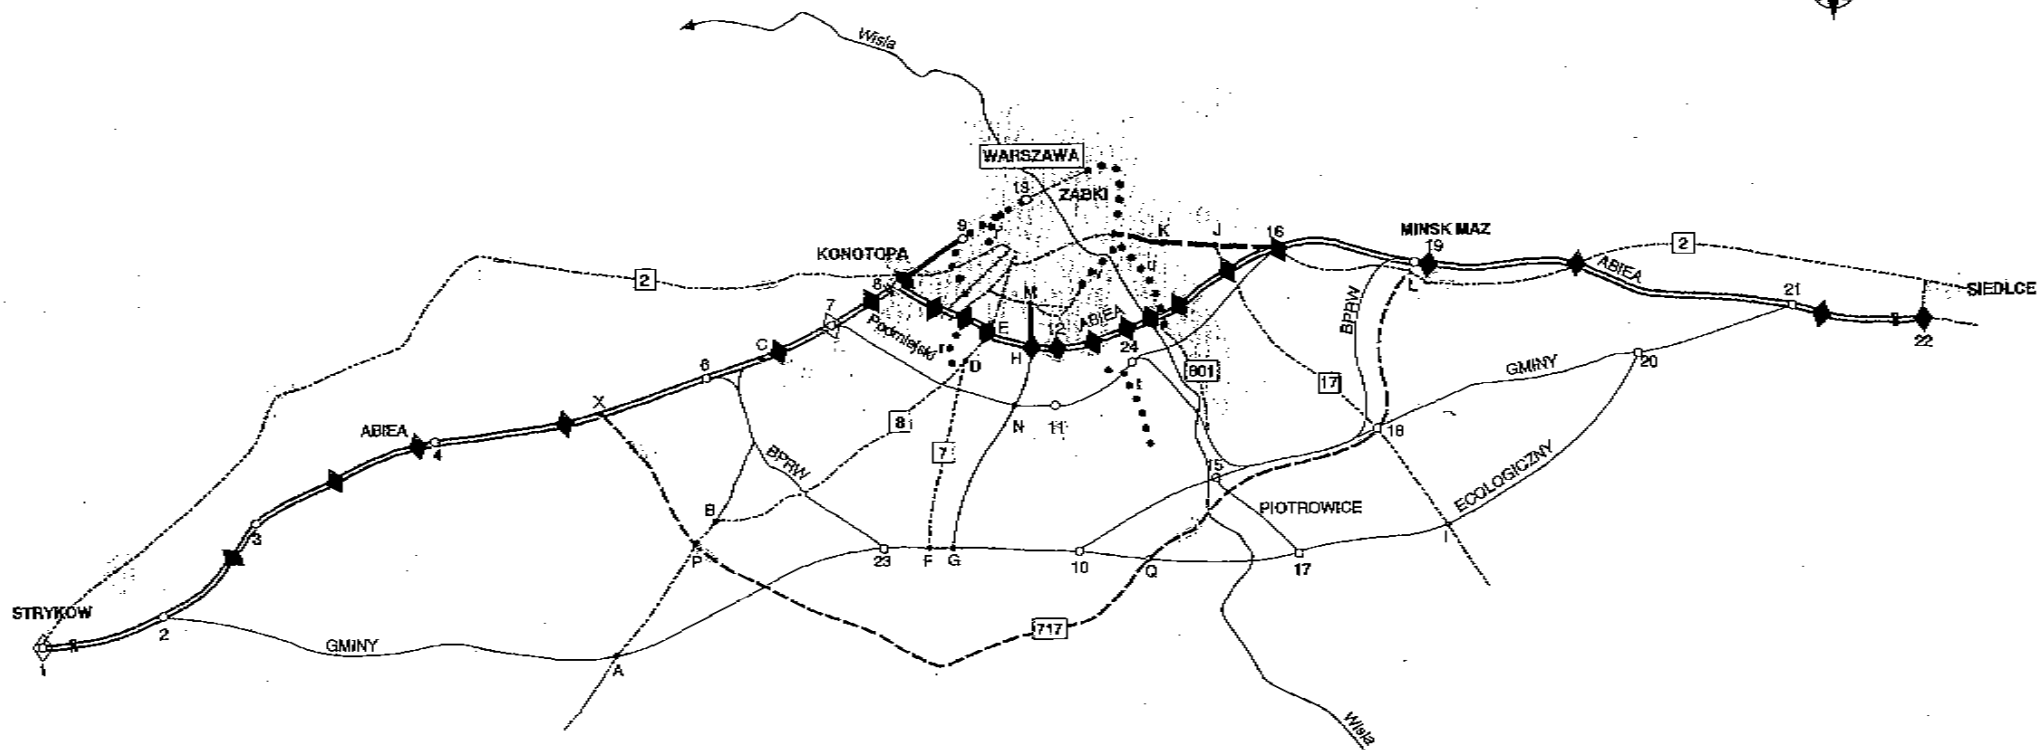 Wisla
WARSZAWA
13
ZABKI
9
K
J
16
MINSK MAZ
19
2
KONOTOPA
2
8
7
Podmiejski
M
E
12
ABIEA
24
H
D
L
BPRW
ABIEA
21
SIEDLCE
22
C
6
X
801
17
GMINY
20
ABIEA
4
8
7
N
11
18
BPRW
15
PIOTROWICE
ECOLOGICZNY
B
3
P
23
F
G
10
Q
17
I
STRYKOW
1
2
GMINY
A
717
Wisla